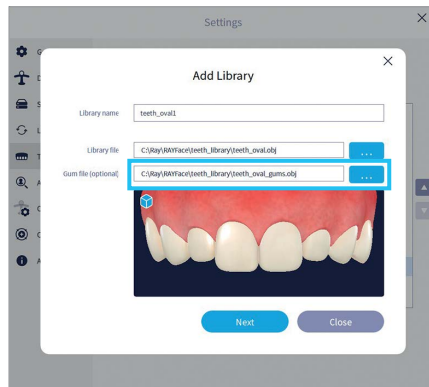 Settings
G
D
S
L
T
A
C
C
A
Add Library
Library name
teeth_oval1
Library file
C:\Ray\RAYFace\teeth_library\teeth_oval.obj
...
Gum file (optional)
C:\Ray\RAYFace\teeth_library\teeth_oval_gums.obj
...
Next
Close